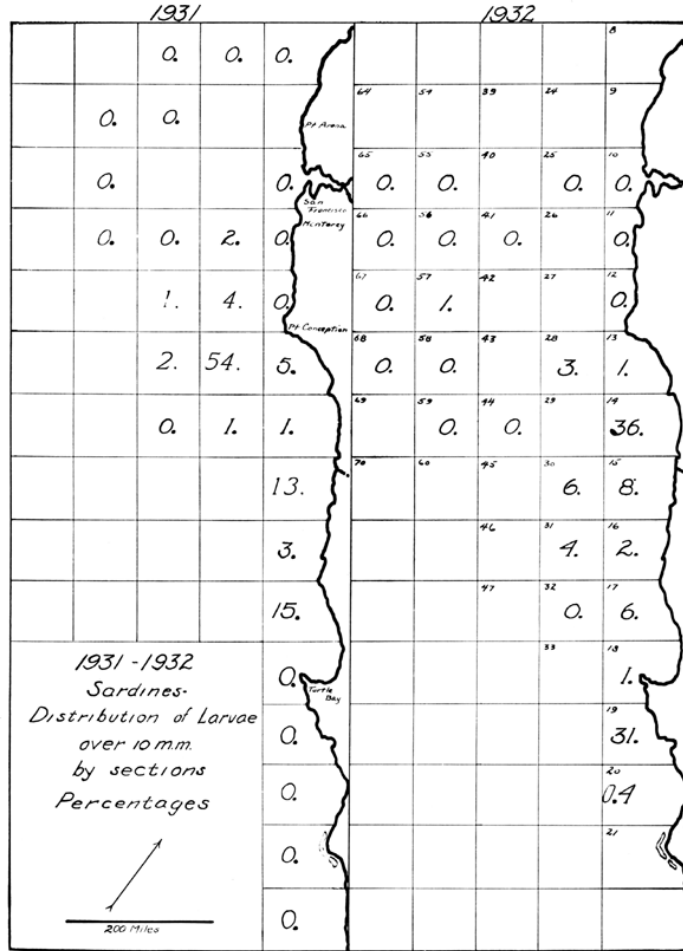 1931 1932
0. 0. 0. 8
64 54 39 24 9
0. 0. Pt Arena
65 55 40 25 10
0. 0. 0. 0. 0. 0.
San
Francisco
66 56 41 26 11
Monterey
0. 0. 2. 0. 0. 0. 0. 0.
67 57 42 27 12
1. 4. 0. 0. 1. 0.
Pt Conception
68 58 43 28 13
2. 54. 5. 0. 0. 3. 1.
69 59 44 29 14
0. 1. 1. 0. 0. 36.
70 60 45 30 15
13. 6. 8.
46 31 16
3. 4. 2.
47 32 17
15. 0. 6.
33 18
0. 1.
Turtle
Bay
19
0. 31.
20
0. 0.4
21
0.
0.
1931-1932
Sardines-
Distribution of Larvae
over 10 m.m.
by sections
Percentages
200 Miles